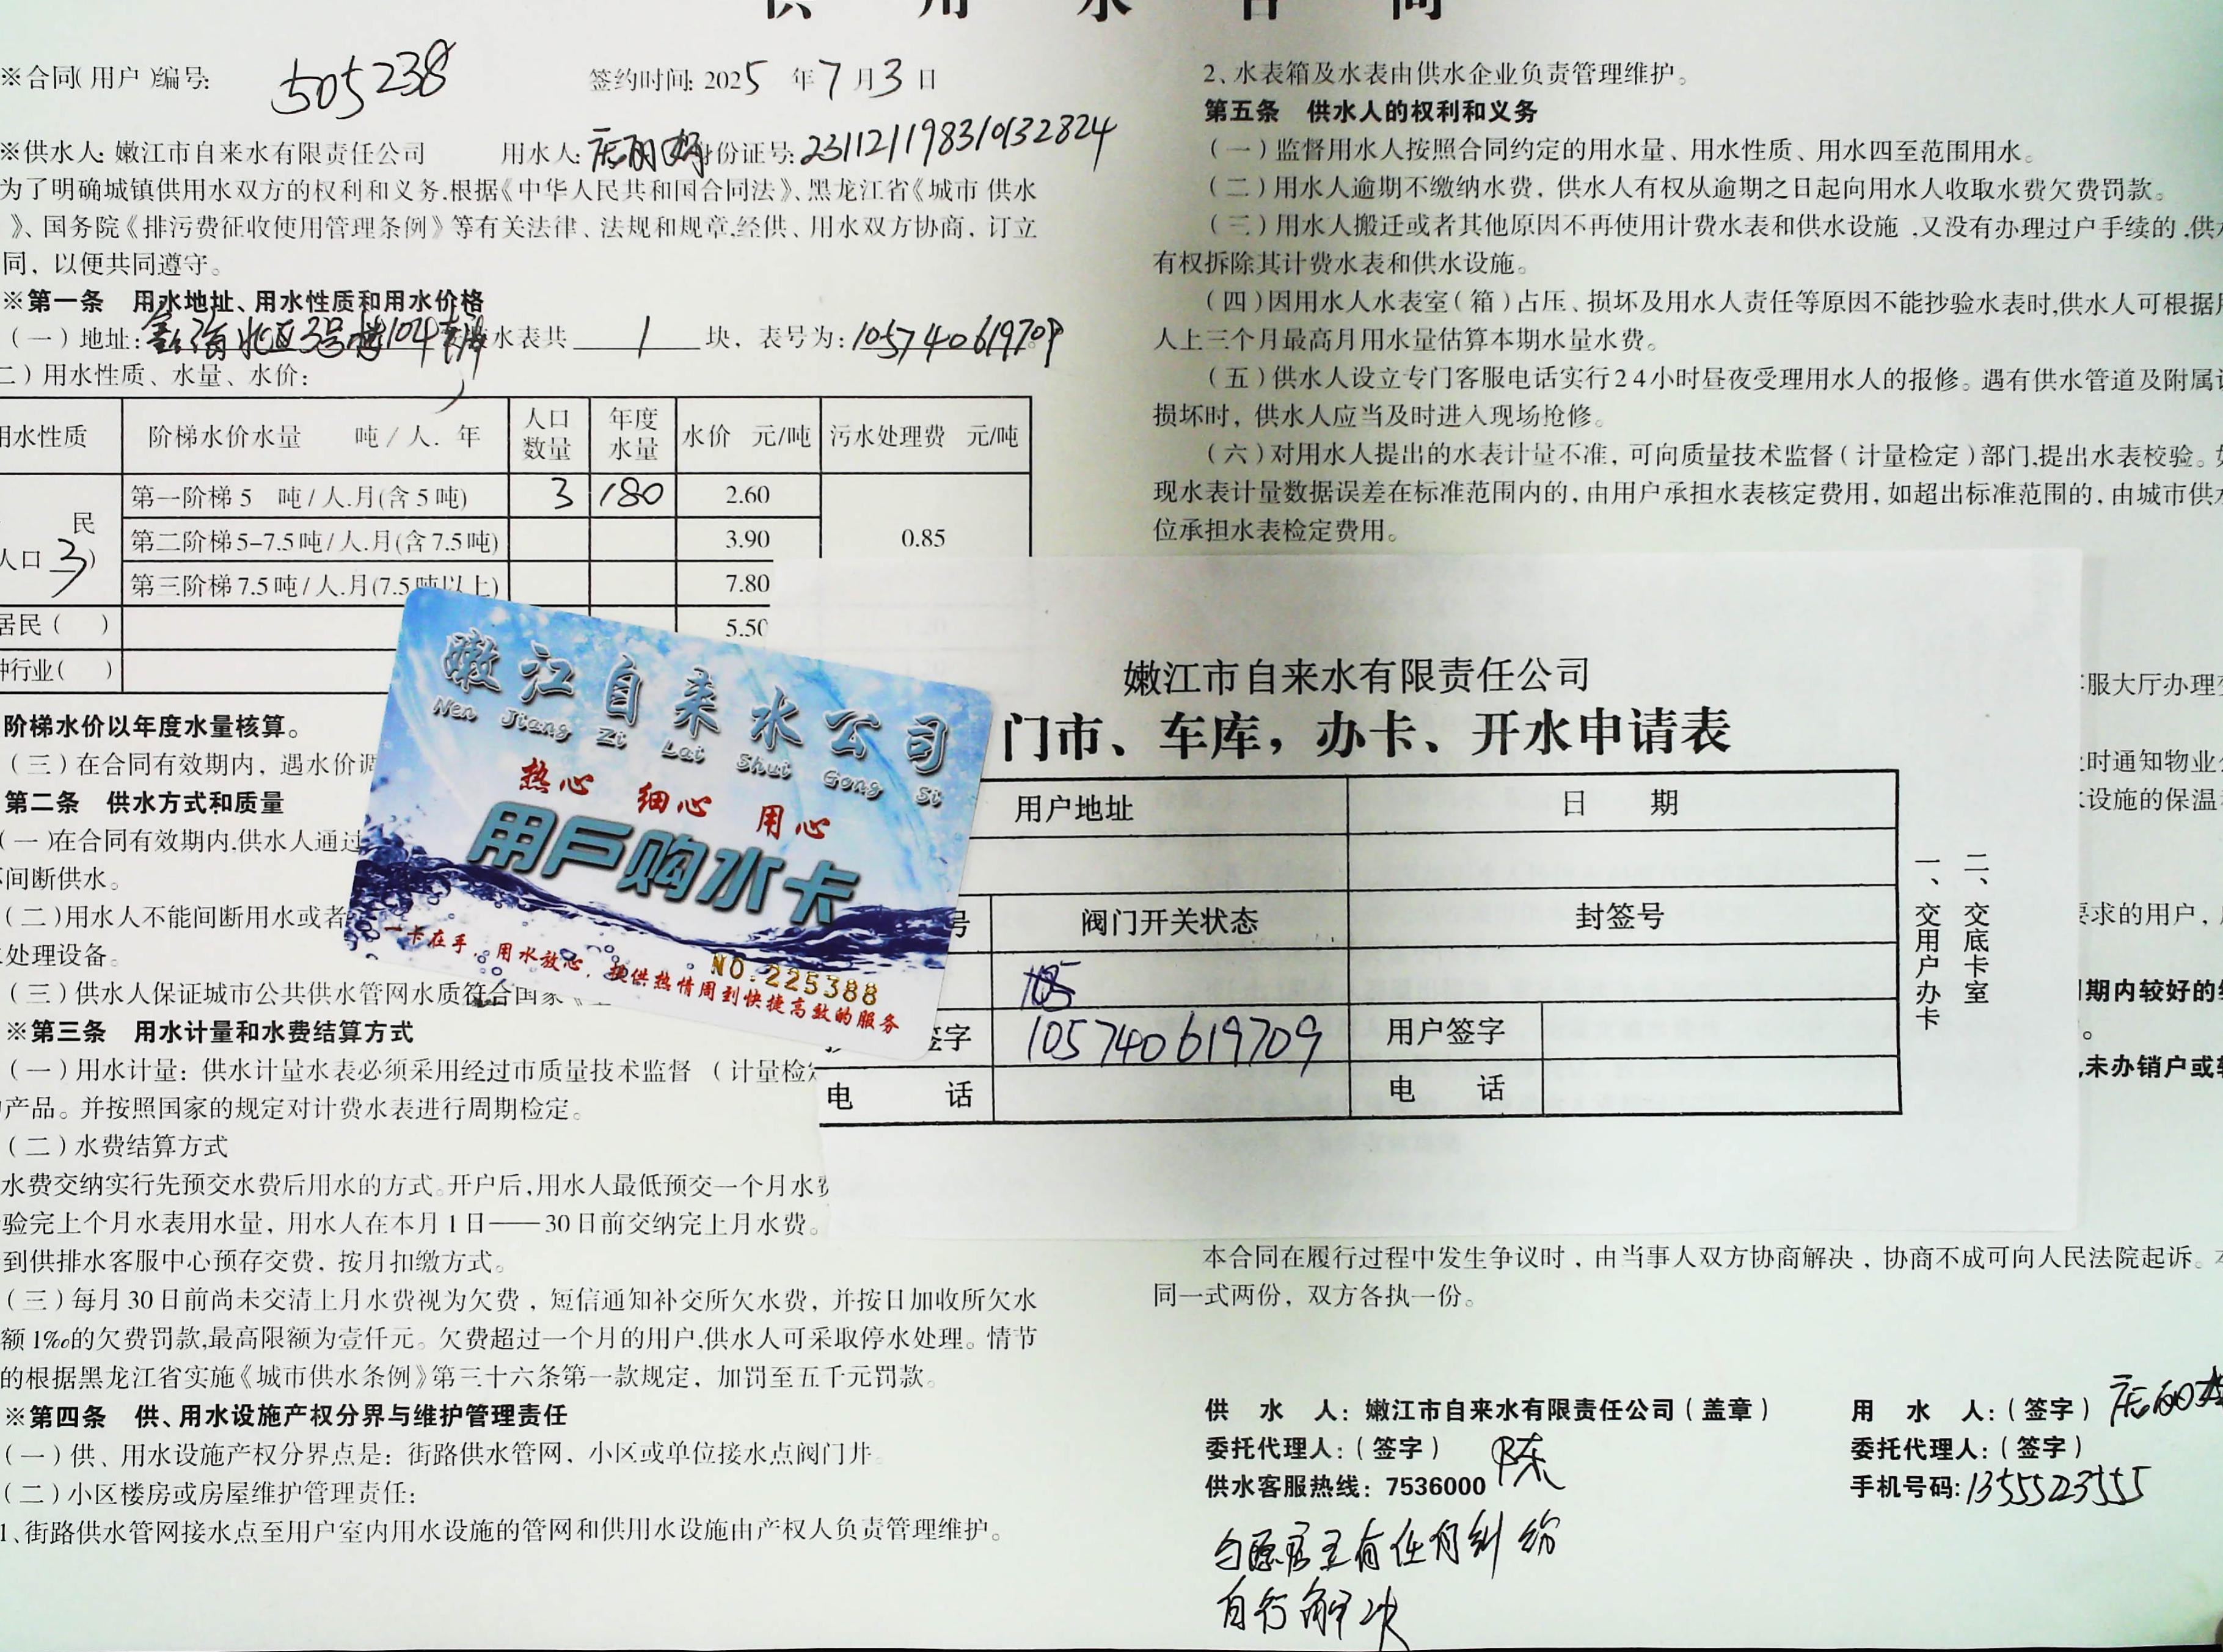 供用水合同
※合同(用户)编号: 505238
签约时间: 2025年7月3日
※供水人: 嫩江市自来水有限责任公司 用水人: 身份证号: 231121198310132824
为了明确城镇供用水双方的权利和义务,根据《中华人民共和国合同法》、黑龙江省《城市 供水
》、国务院《排污费征收使用管理条例》等有关法律、法规和规章,经供、用水双方协商，订立
同，以便共同遵守。
※第一条 用水地址、用水性质和用水价格
(一)地址: 北区3号楼104 水表共 1 块，表号为: 105740619709
二)用水性质、水量、水价:
用水性质 阶梯水价水量 吨/人.年 人口数量 年度水量 水价 元/吨 污水处理费 元/吨
民
人口 3)
第一阶梯 5 吨/人.月(含5吨) 3 180 2.60
第二阶梯 5-7.5吨/人.月(含7.5吨) 3.90 0.85
第三阶梯 7.5吨/人.月(7.5吨以上) 7.80
居民( ) 5.50
种行业( )
阶梯水价以年度水量核算。
(三)在合同有效期内，遇水价调
第二条 供水方式和质量
(一)在合同有效期内,供水人通过
间断供水。
(二)用水人不能间断用水或者
处理设备。
(三)供水人保证城市公共供水管网水质符合国家《
※第三条 用水计量和水费结算方式
(一)用水计量: 供水计量水表必须采用经过市质量技术监督 (计量检定
产品。并按照国家的规定对计费水表进行周期检定。
(二)水费结算方式
水费交纳实行先预交水费后用水的方式。开户后,用水人最低预交一个月水费
验完上个月水表用水量，用水人在本月1日——30日前交纳完上月水费。
到供排水客服中心预存交费，按月扣缴方式。
(三)每月30日前尚未交清上月水费视为欠费，短信通知补交所欠水费，并按日加收所欠水
额1‰的欠费罚款,最高限额为壹仟元。欠费超过一个月的用户,供水人可采取停水处理。情节
的根据黑龙江省实施《城市供水条例》第三十六条第一款规定，加罚至五千元罚款。
※第四条 供、用水设施产权分界与维护管理责任
(一)供、用水设施产权分界点是: 街路供水管网，小区或单位接水点阀门井。
(二)小区楼房或房屋维护管理责任:
1、街路供水管网接水点至用户室内用水设施的管网和供用水设施由产权人负责管理维护。
2、水表箱及水表由供水企业负责管理维护。
第五条 供水人的权利和义务
(一)监督用水人按照合同约定的用水量、用水性质、用水四至范围用水。
(二)用水人逾期不缴纳水费，供水人有权从逾期之日起向用水人收取水费欠费罚款。
(三)用水人搬迁或者其他原因不再使用计费水表和供水设施,又没有办理过户手续的,供水
有权拆除其计费水表和供水设施。
(四)因用水人水表室(箱)占压、损坏及用水人责任等原因不能抄验水表时,供水人可根据用
人上三个月最高月用水量估算本期水量水费。
(五)供水人设立专门客服电话实行24小时昼夜受理用水人的报修。遇有供水管道及附属设
损坏时，供水人应当及时进入现场抢修。
(六)对用水人提出的水表计量不准，可向质量技术监督(计量检定)部门,提出水表校验。如
现水表计量数据误差在标准范围内的，由用户承担水表核定费用，如超出标准范围的，由城市供水
位承担水表检定费用。
嫩江自来水公司
Nen Jiang Zi Lai Shui Gong Si
热心 细心 用心
用户购水卡
NO.225388
一卡在手，用水放心，提供热情周到快捷高效的服务
嫩江市自来水有限责任公司
门市、车库，办卡、开水申请表
用户地址 日 期
号 阀门开关状态 封签号
105
签字 105740619709 用户签字
电 话 电 话
一、交用户办卡
二、交底卡室
客服大厅办理
时通知物业公
设施的保温
要求的用户，
期内较好的
。
,未办销户或
本合同在履行过程中发生争议时，由当事人双方协商解决，协商不成可向人民法院起诉。本
同一式两份，双方各执一份。
供 水 人: 嫩江市自来水有限责任公司(盖章)
委托代理人:(签字) 陈
供水客服热线: 7536000
用 水 人:(签字)
委托代理人:(签字)
手机号码: 13555223555
与原房主有任何纠纷
自行解决